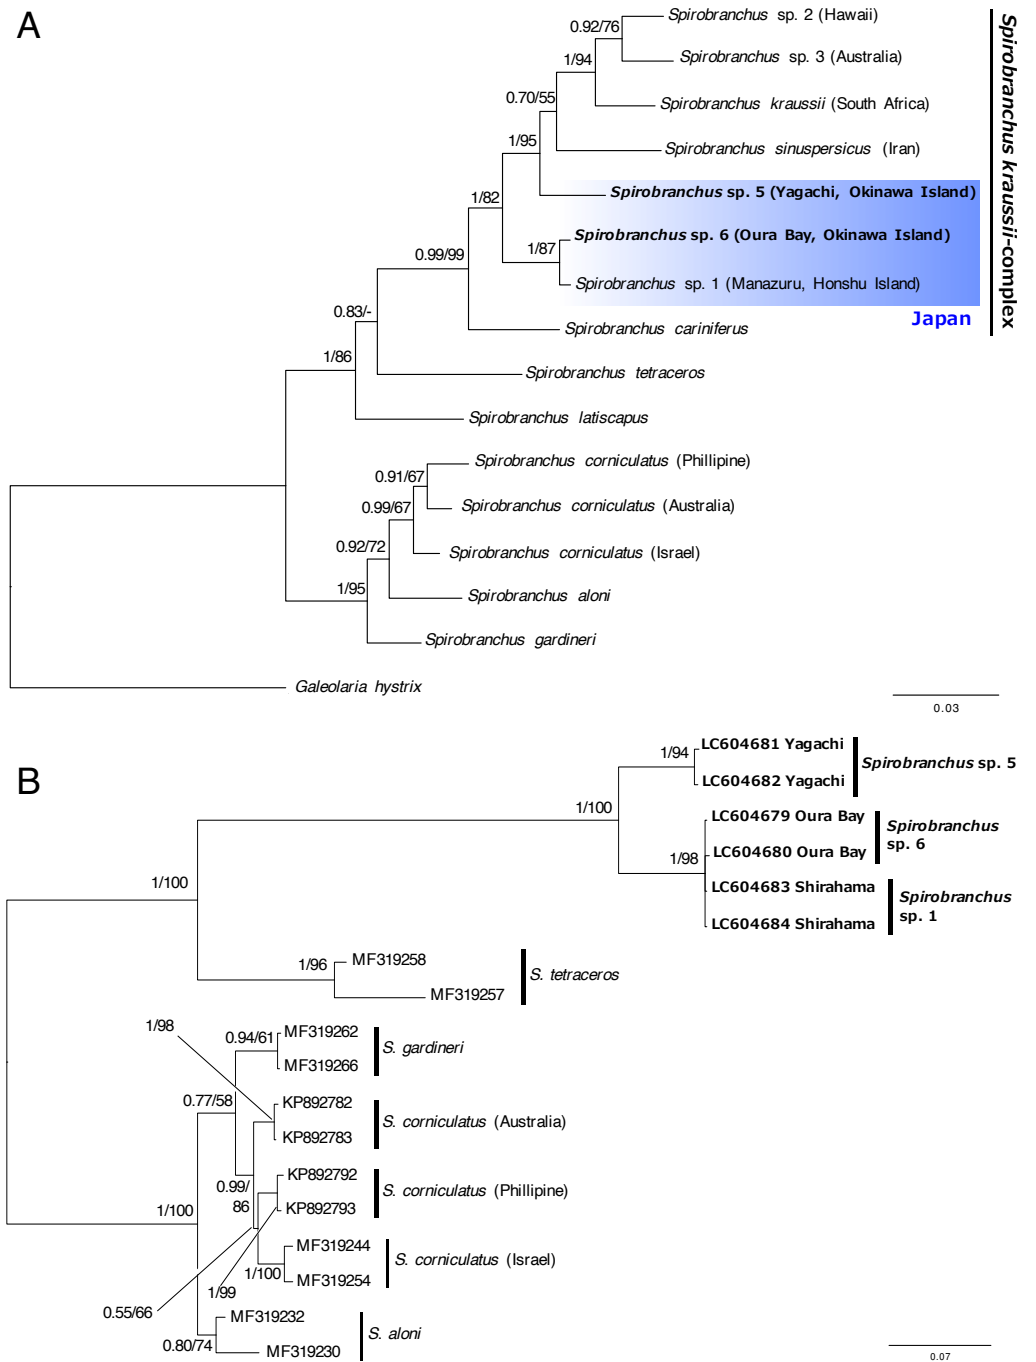 A
Spirobranchus sp. 2 (Hawaii)
0.92/76
Spirobranchus sp. 3 (Australia)
1/94
Spirobranchus kraussii (South Africa)
0.70/55
Spirobranchus sinuspersicus (Iran)
1/95
Spirobranchus sp. 5 (Yagachi, Okinawa Island)
1/82
Spirobranchus sp. 6 (Oura Bay, Okinawa Island)
1/87
Spirobranchus sp. 1 (Manazuru, Honshu Island)
Japan
Spirobranchus kraussii-complex
0.99/99
Spirobranchus cariniferus
0.83/-
Spirobranchus tetraceros
1/86
Spirobranchus latiscapus
Spirobranchus corniculatus (Phillipine)
0.91/67
Spirobranchus corniculatus (Australia)
0.99/67
Spirobranchus corniculatus (Israel)
0.92/72
Spirobranchus aloni
1/95
Spirobranchus gardineri
Galeolaria hystrix
0.03
B
LC604681 Yagachi
1/94
LC604682 Yagachi
Spirobranchus sp. 5
1/100
LC604679 Oura Bay
LC604680 Oura Bay
Spirobranchus
sp. 6
1/98
LC604683 Shirahama
LC604684 Shirahama
Spirobranchus
sp. 1
1/100
MF319258
1/96
MF319257
S. tetraceros
1/98
0.94/61
MF319262
MF319266
S. gardineri
0.77/58
KP892782
KP892783
S. corniculatus (Australia)
0.99/
86
KP892792
KP892793
S. corniculatus (Phillipine)
1/100
MF319244
MF319254
S. corniculatus (Israel)
1/100
1/99
0.55/66
MF319232
0.80/74
MF319230
S. aloni
0.07